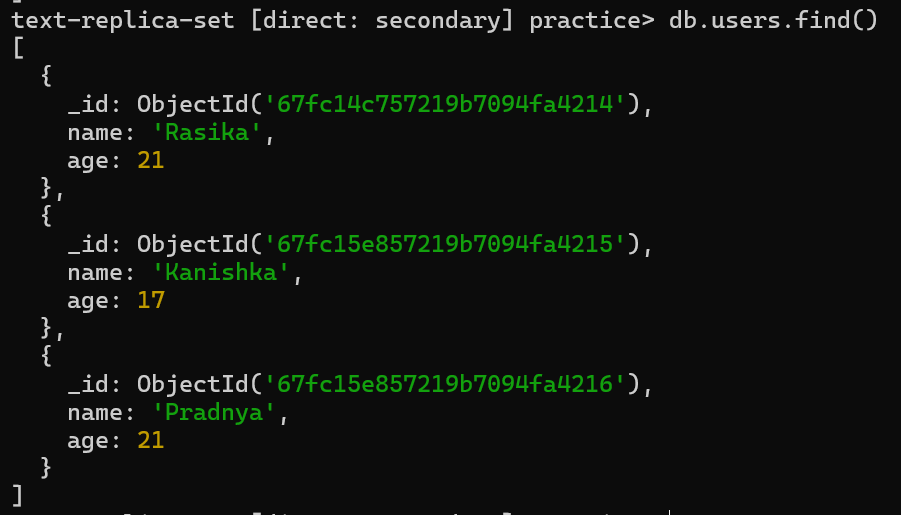 text-replica-set [direct: secondary] practice> db.users.find()
[
  {
    _id: ObjectId('67fc14c757219b7094fa4214'),
    name: 'Rasika',
    age: 21
  },
  {
    _id: ObjectId('67fc15e857219b7094fa4215'),
    name: 'Kanishka',
    age: 17
  },
  {
    _id: ObjectId('67fc15e857219b7094fa4216'),
    name: 'Pradnya',
    age: 21
  }
]